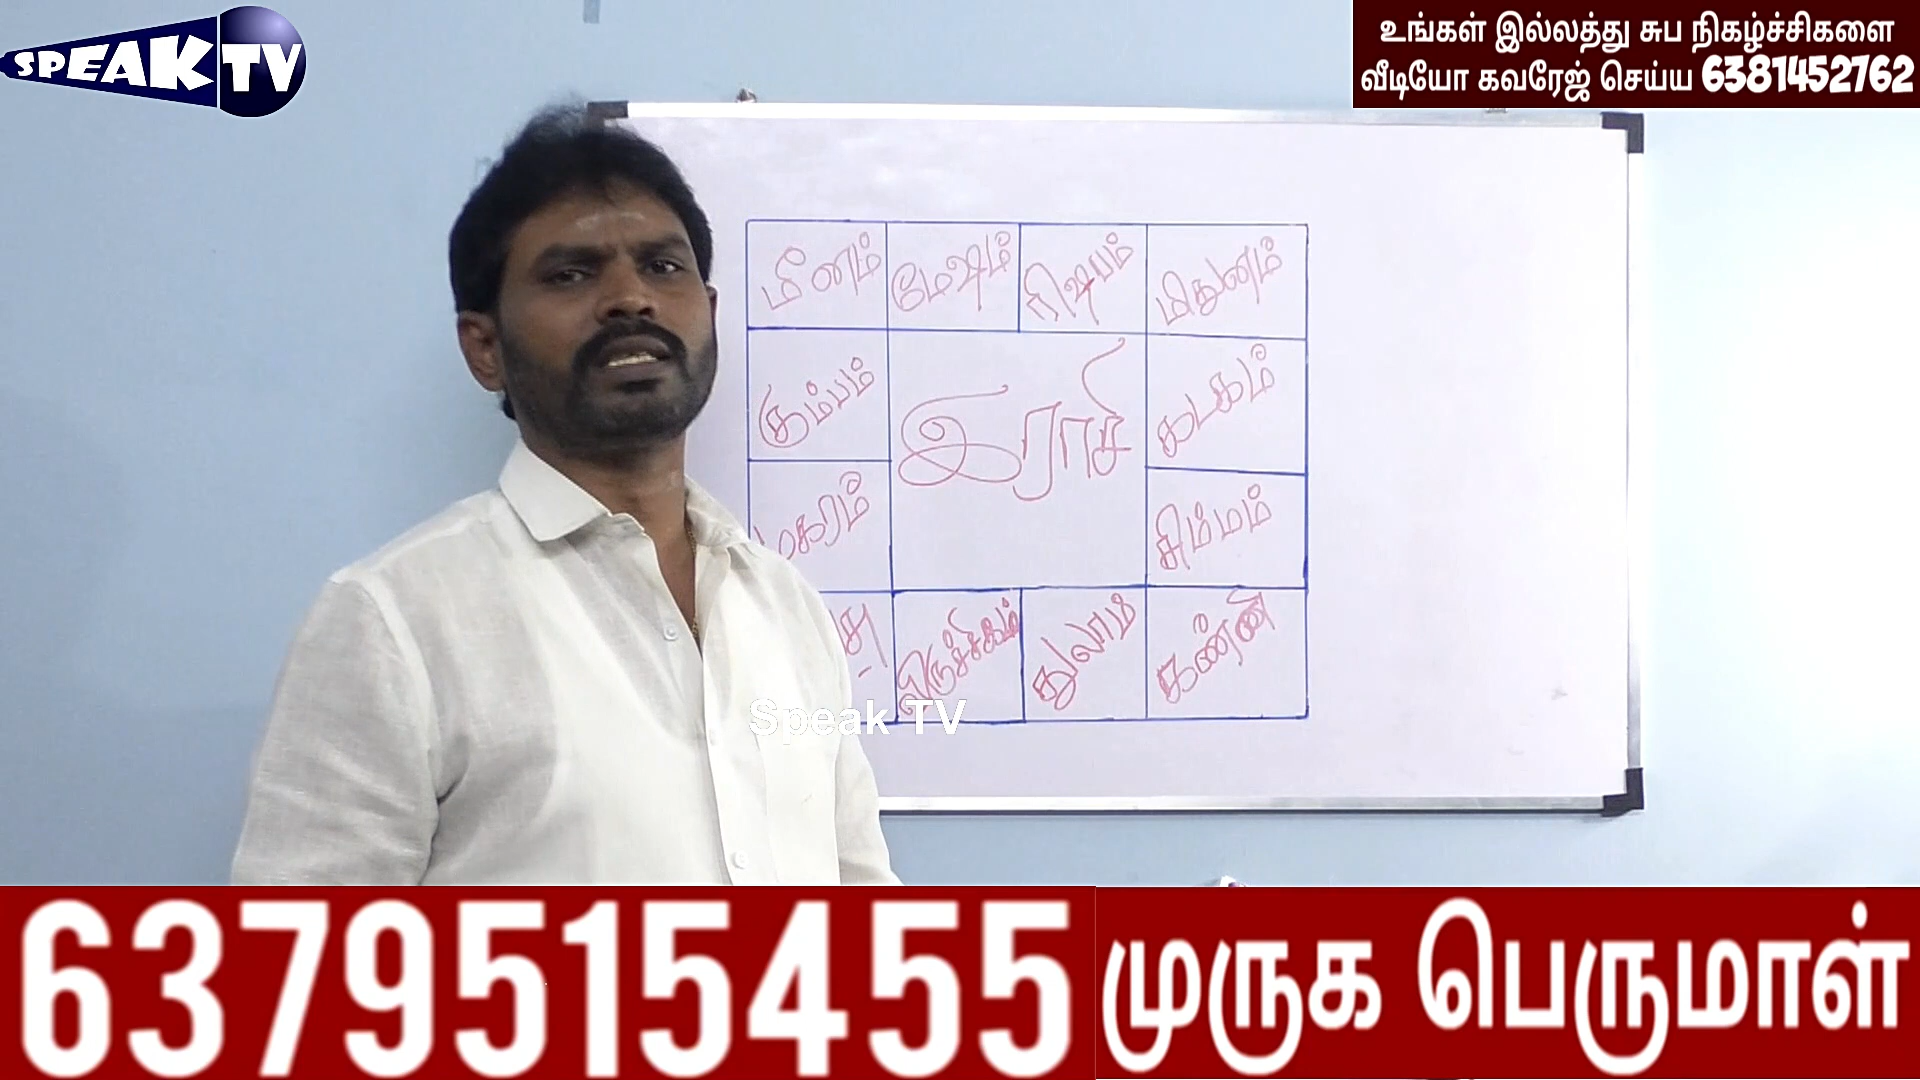 SPEAK TV
உங்கள் இல்லத்து சுப நிகழ்ச்சிகளை
வீடியோ கவரேஜ் செய்ய 6381452762
மீனம் மேஷம் ரிஷபம் மிதுனம்
கும்பம் இராசி கடகம்
மகரம் சிம்மம்
சு விருச்சிகம் துலாம் கன்னி
Speak TV
6379515455 முருக பெருமாள்